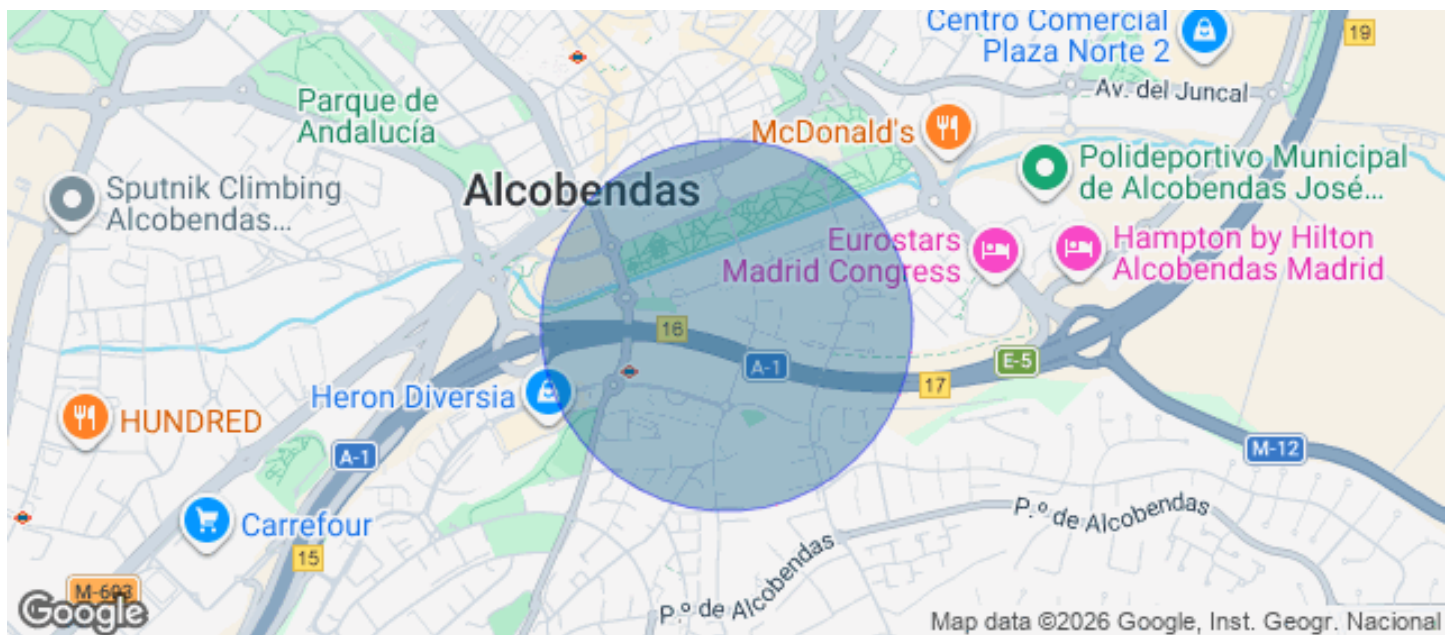 Centro Comercial
Plaza Norte 2
19
Av. del Juncal
Parque de
Andalucía
McDonald's
Polideportivo Municipal
de Alcobendas José...
Sputnik Climbing
Alcobendas...
Alcobendas
Eurostars
Madrid Congress
Hampton by Hilton
Alcobendas Madrid
16
A-1
E-5
17
Heron Diversia
HUNDRED
A-1
M-12
P.º de Alcobendas
Carrefour
15
P.º de Alcobendas
M-603
Google
Map data ©2026 Google, Inst. Geogr. Nacional